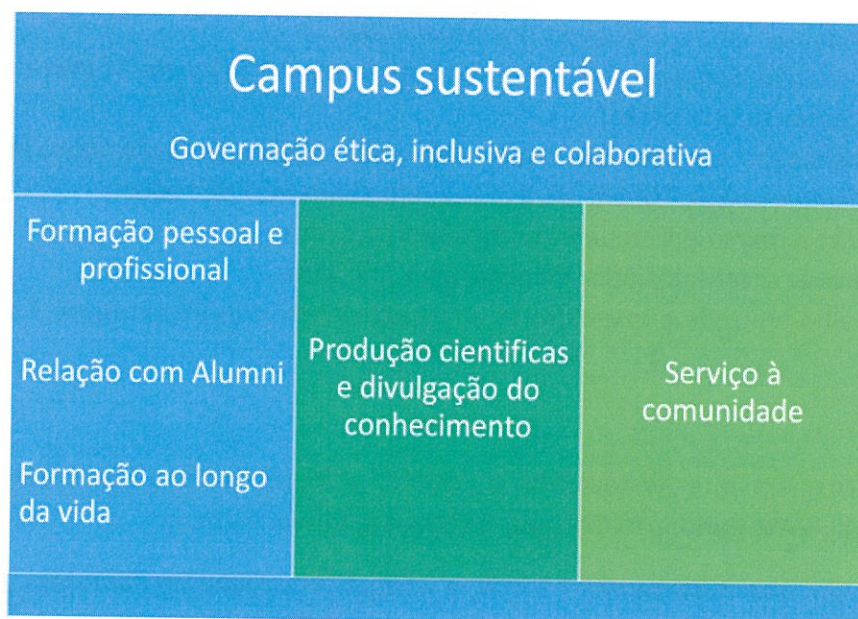 Campus sustentável
Governação ética, inclusiva e colaborativa
Formação pessoal e
profissional
Relação com Alumni
Formação ao longo
da vida
Produção cientificas
e divulgação do
conhecimento
Serviço à
comunidade